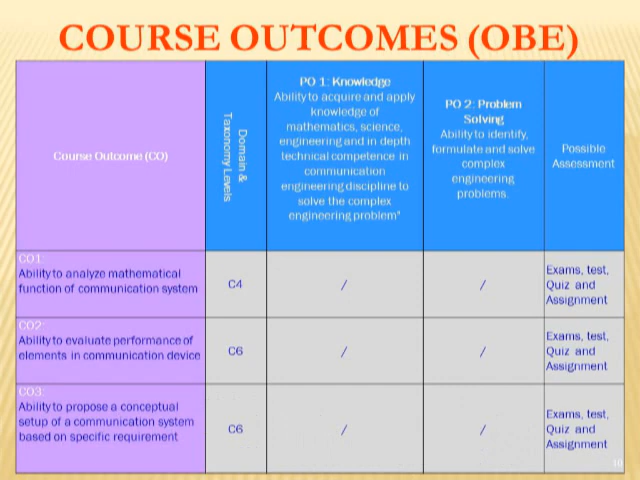 COURSE OUTCOMES (OBE)
Course Outcome (CO)
Domain &
Taxonomy Levels
PO 1: Knowledge
Ability to acquire and apply
knowledge of
mathematics, science,
engineering and in depth
technical competence in
communication
engineering discipline to
solve the complex
engineering problem"
PO 2: Problem
Solving
Ability to identify,
formulate and solve
complex
engineering
problems.
Possible
Assessment
CO1:
Ability to analyze mathematical
function of communication system
C4
/
/
Exams, test,
Quiz and
Assignment
CO2:
Ability to evaluate performance of
elements in communication device
C6
/
/
Exams, test,
Quiz and
Assignment
CO3:
Ability to propose a conceptual
setup of a communication system
based on specific requirement
C6
/
/
Exams, test,
Quiz and
Assignment
10